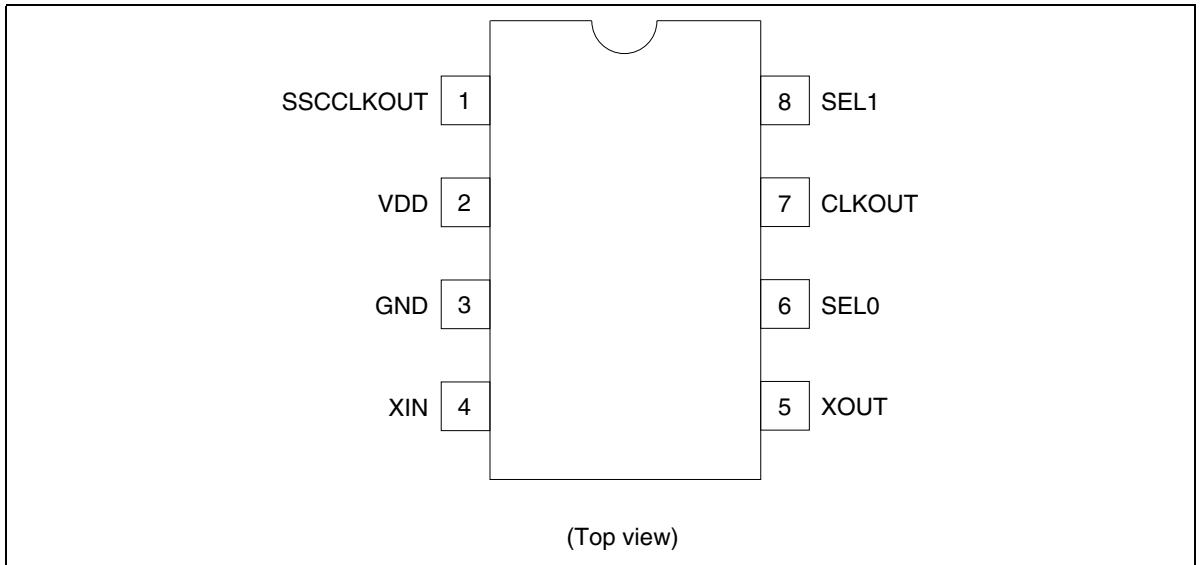 SSCCLKOUT 1 8 SEL1
VDD 2 7 CLKOUT
GND 3 6 SEL0
XIN 4 5 XOUT
(Top view)